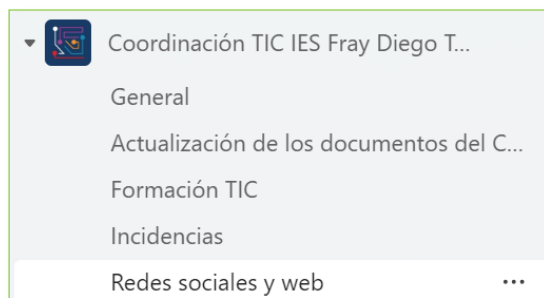 Coordinación TIC IES Fray Diego T...
General
Actualización de los documentos del C...
Formación TIC
Incidencias
Redes sociales y web